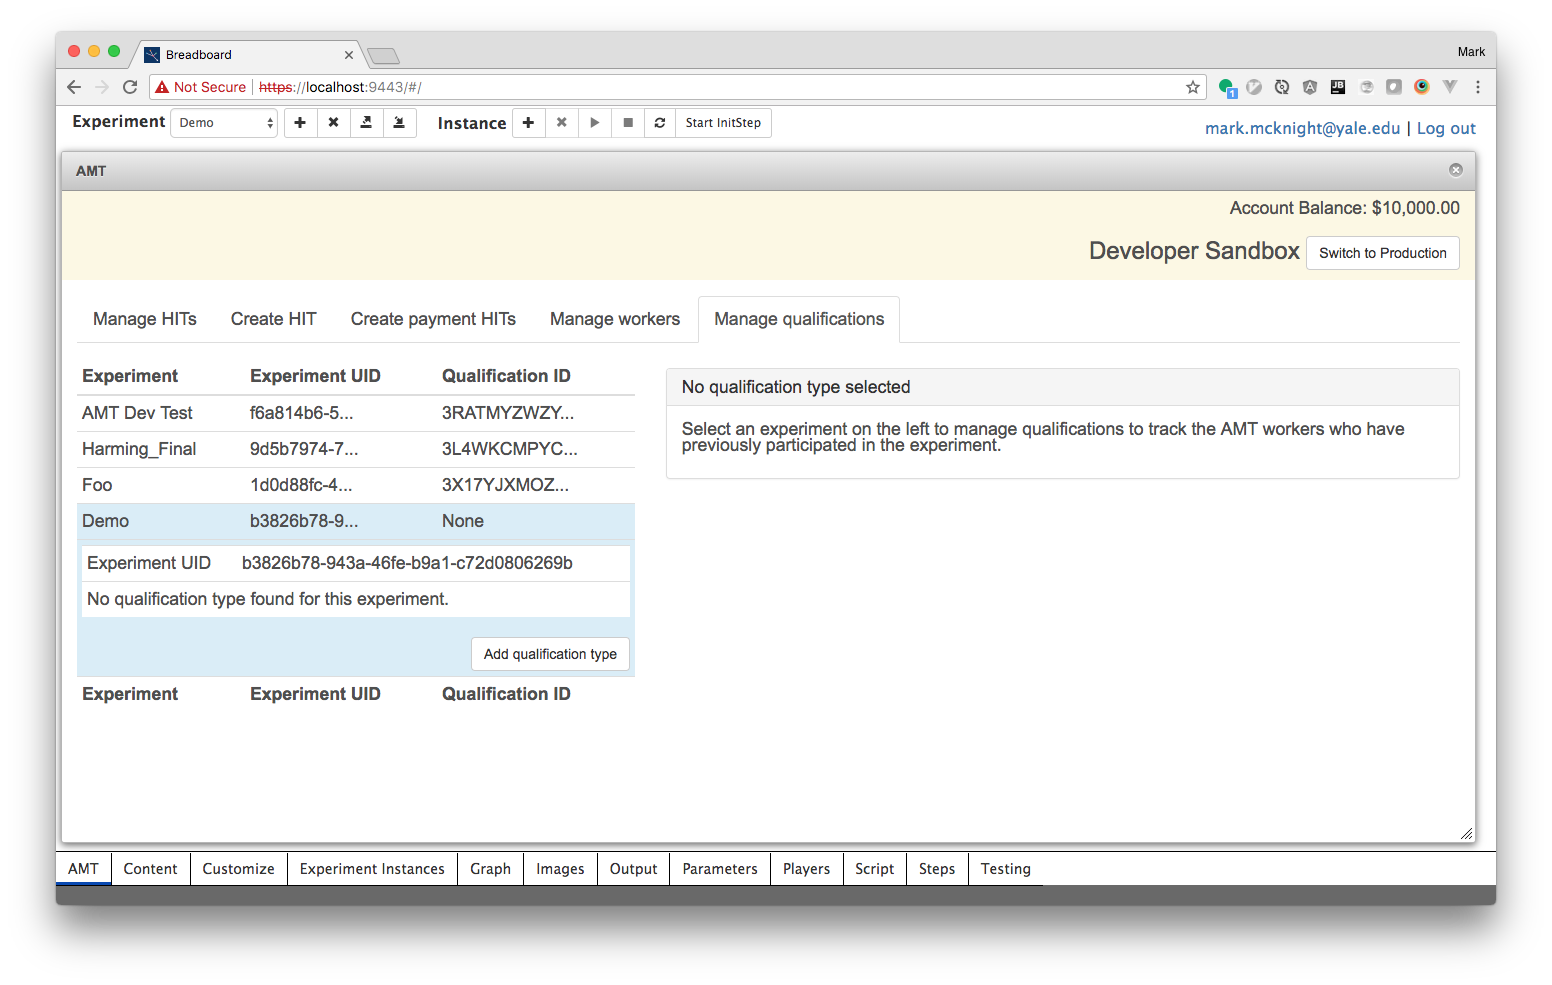 Breadboard
Mark
Not Secure https://localhost:9443/#/
1
JB
Experiment Demo Instance Start InitStep
mark.mcknight@yale.edu | Log out
AMT
Account Balance: $10,000.00
Developer Sandbox Switch to Production
Manage HITs Create HIT Create payment HITs Manage workers Manage qualifications
Experiment Experiment UID Qualification ID
AMT Dev Test f6a814b6-5... 3RATMYZWZY...
Harming_Final 9d5b7974-7... 3L4WKCMPYC...
Foo 1d0d88fc-4... 3X17YJXMOZ...
Demo b3826b78-9... None
Experiment UID b3826b78-943a-46fe-b9a1-c72d0806269b
No qualification type found for this experiment.
Add qualification type
Experiment Experiment UID Qualification ID
No qualification type selected
Select an experiment on the left to manage qualifications to track the AMT workers who have
previously participated in the experiment.
AMT Content Customize Experiment Instances Graph Images Output Parameters Players Script Steps Testing